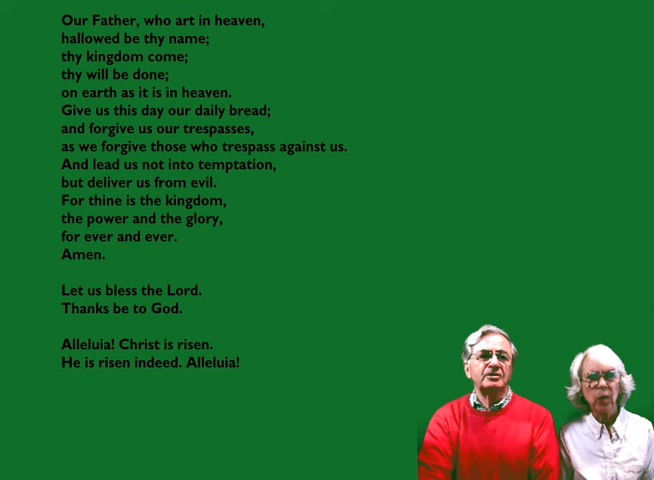 Our Father, who art in heaven,
hallowed be thy name;
thy kingdom come;
thy will be done;
on earth as it is in heaven.
Give us this day our daily bread;
and forgive us our trespasses,
as we forgive those who trespass against us.
And lead us not into temptation,
but deliver us from evil.
For thine is the kingdom,
the power and the glory,
for ever and ever.
Amen.
Let us bless the Lord.
Thanks be to God.
Alleluia! Christ is risen.
He is risen indeed. Alleluia!